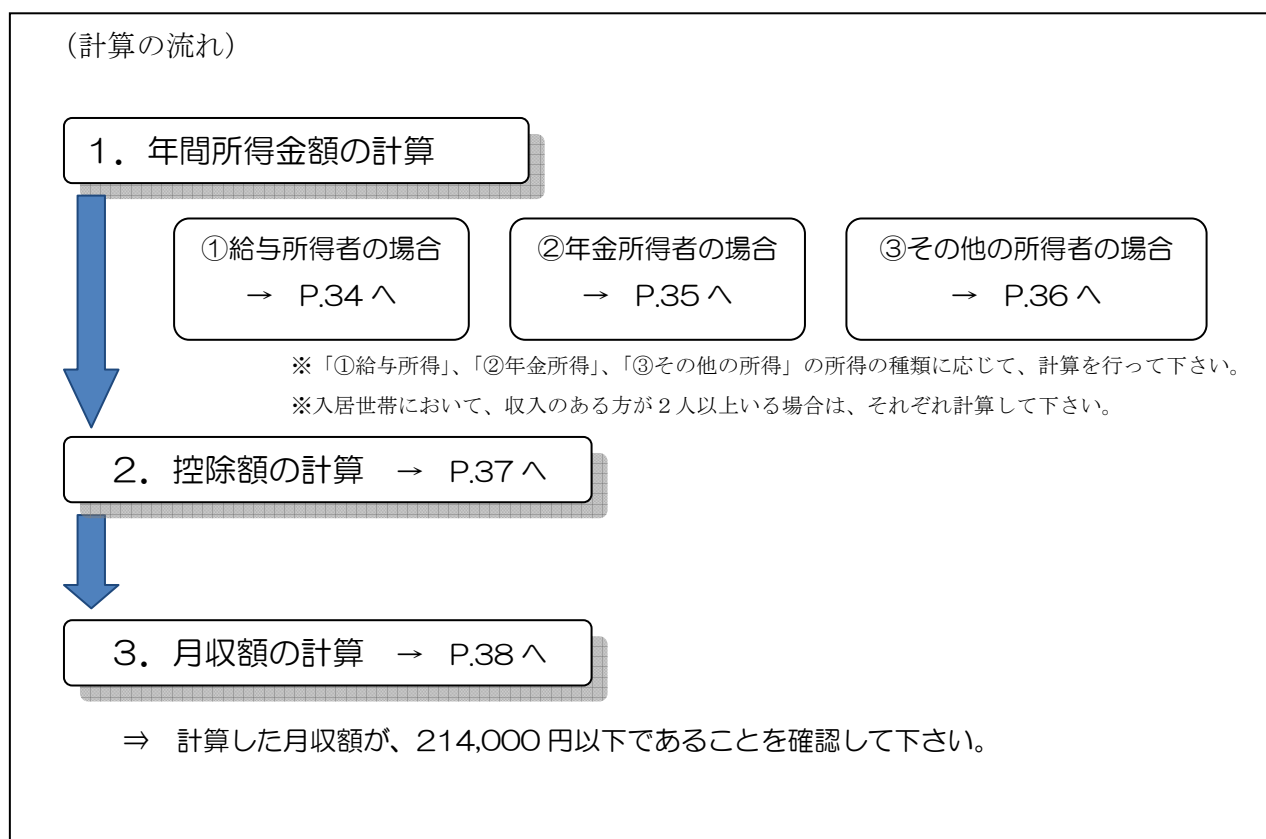 （計算の流れ）
１．年間所得金額の計算
①給与所得者の場合
→ P.34 へ
②年金所得者の場合
→ P.35 へ
③その他の所得者の場合
→ P.36 へ
※「①給与所得」、「②年金所得」、「③その他の所得」の所得の種類に応じて、計算を行って下さい。
※入居世帯において、収入のある方が２人以上いる場合は、それぞれ計算して下さい。
２．控除額の計算 → P.37 へ
３．月収額の計算 → P.38 へ
⇒ 計算した月収額が、214,000 円以下であることを確認して下さい。